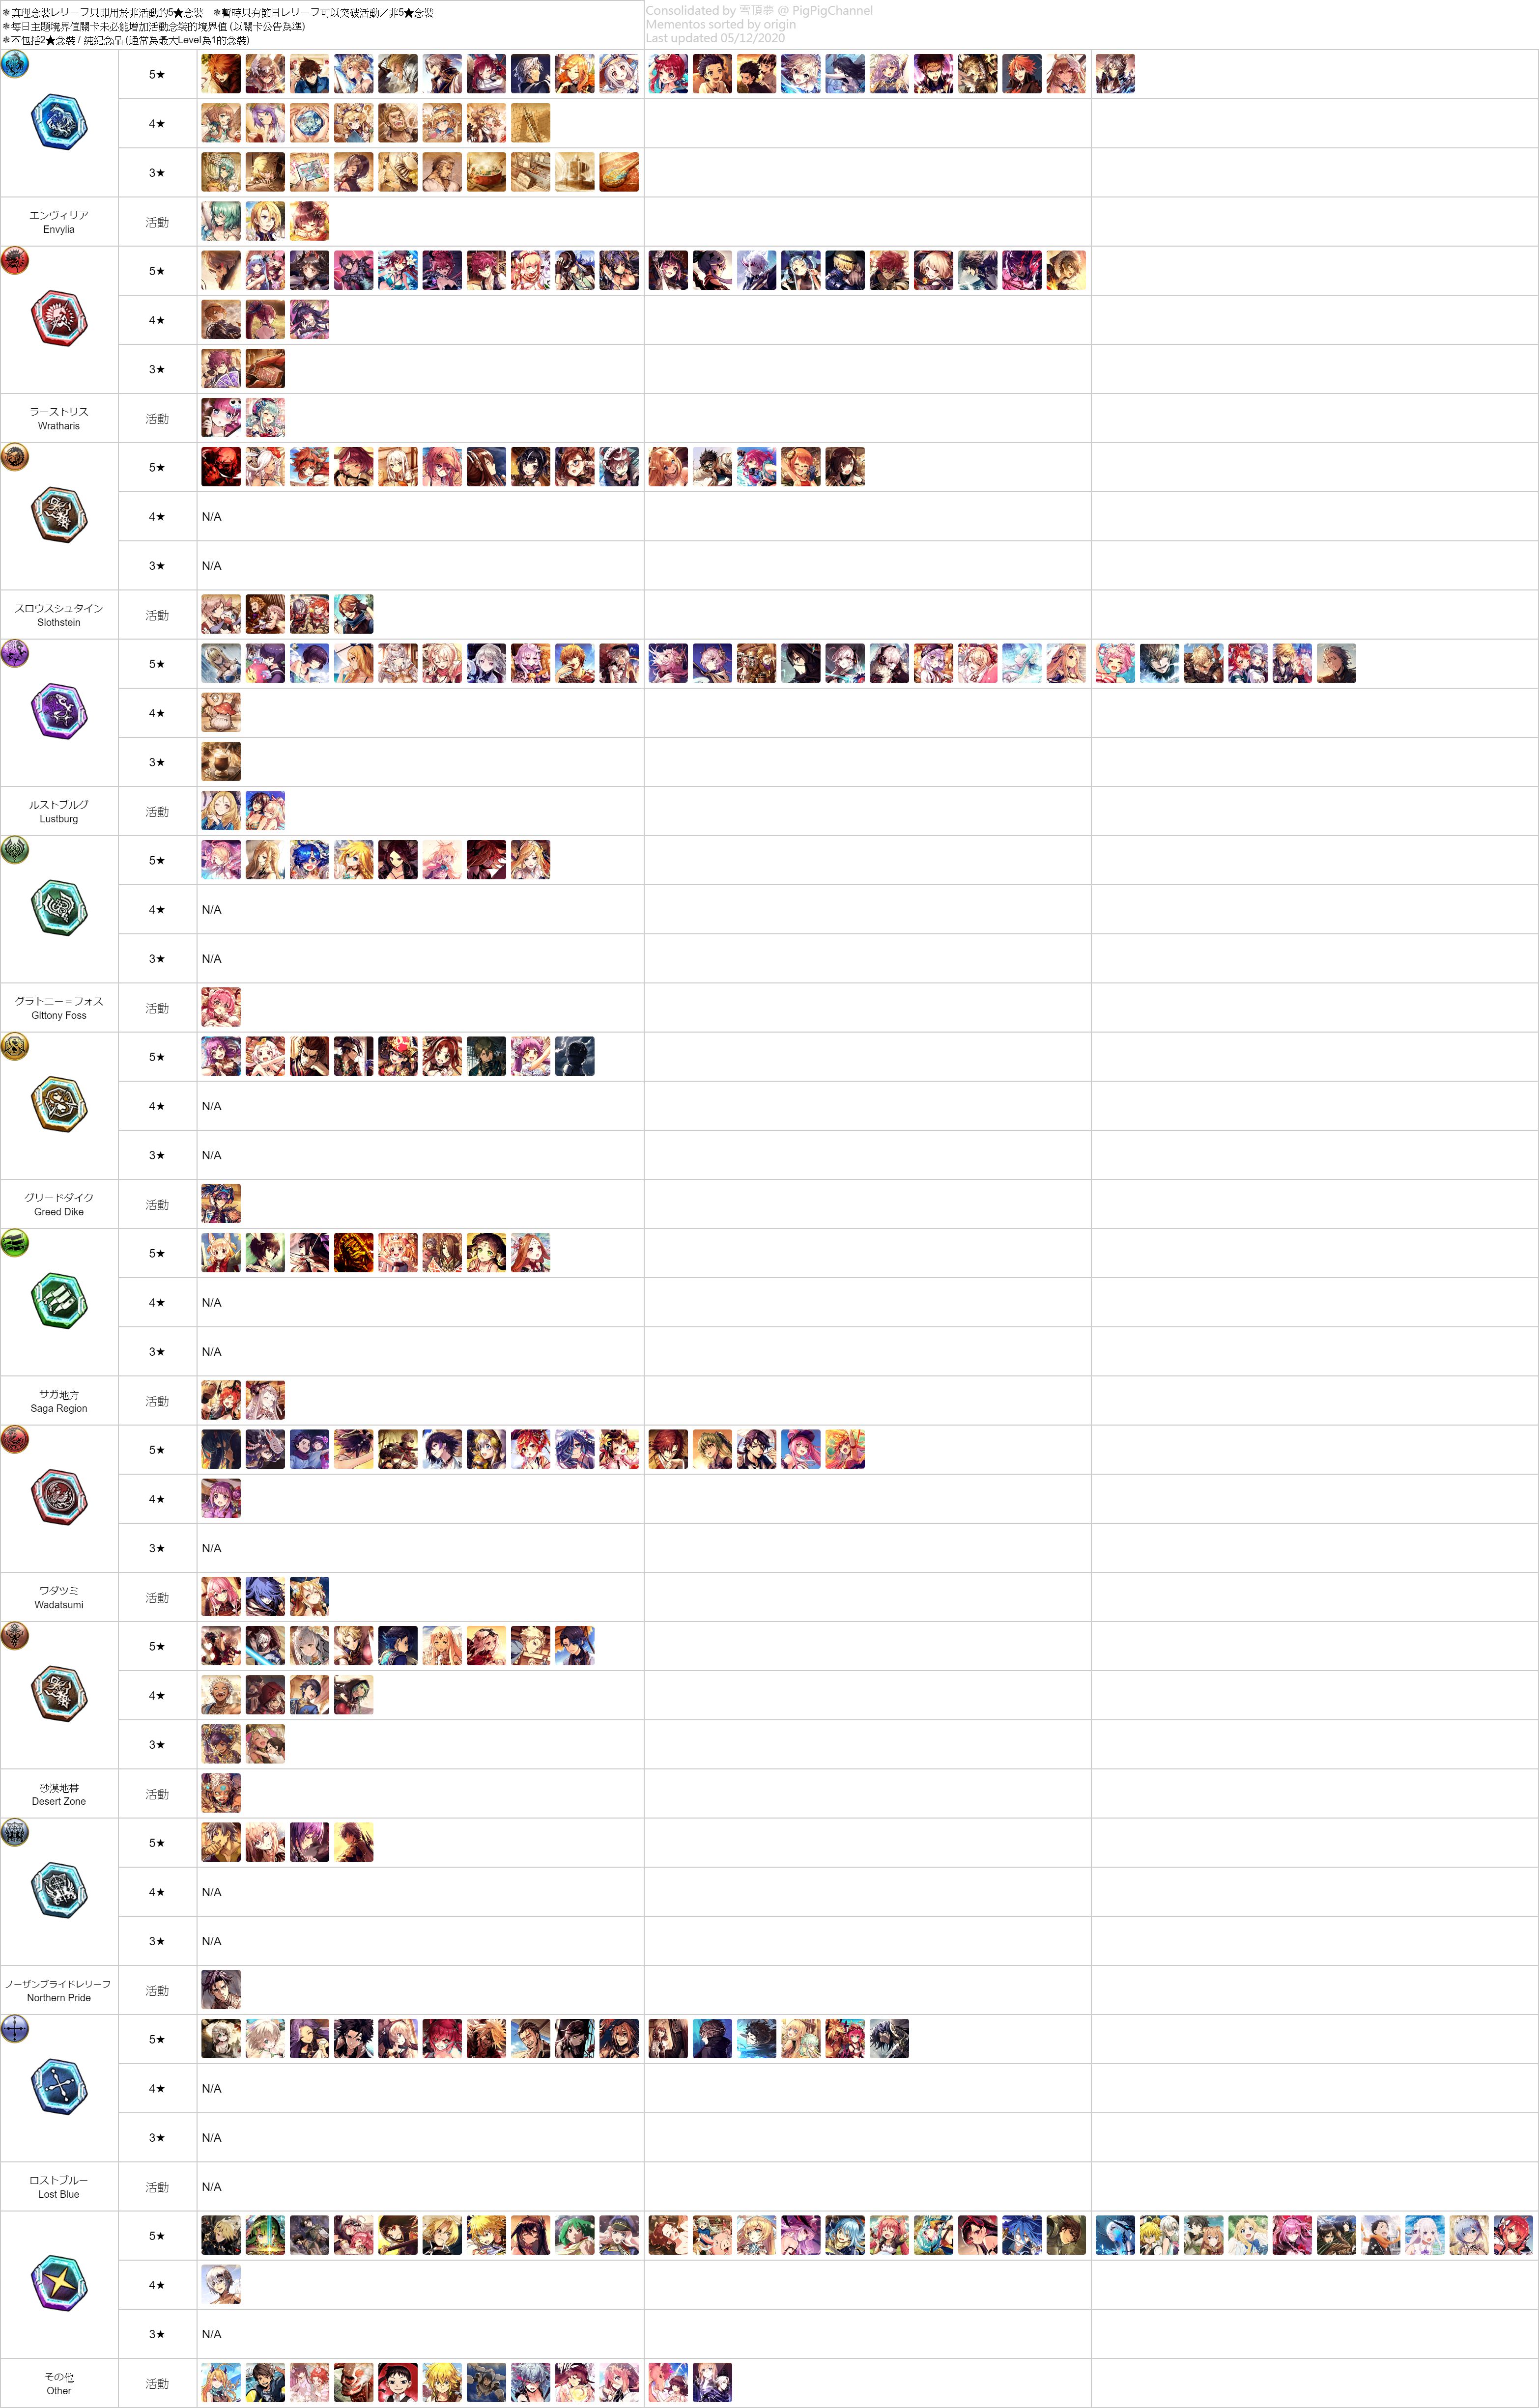 ＊真理念裝レリーフ只即用於非活動的5★念裝　＊暫時只有節日レリーフ可以突破活動／非5★念裝
＊每日主題境界值關卡未必能增加活動念裝的境界值 (以關卡公告為準)
＊不包括2★念裝 / 純紀念品 (通常為最大Level為1的念裝)
Consolidated by 雪頂夢 @ PigPigChannel
Mementos sorted by origin
Last updated 05/12/2020
5★
4★
3★
エンヴィリア
Envylia
活動
5★
4★
3★
ラーストリス
Wratharis
活動
5★
4★
N/A
3★
N/A
スロウスシュタイン
Slothstein
活動
5★
4★
3★
ルストブルグ
Lustburg
活動
5★
4★
N/A
3★
N/A
グラトニー＝フォス
Glttony Foss
活動
5★
4★
N/A
3★
N/A
グリードダイク
Greed Dike
活動
5★
4★
N/A
3★
N/A
サガ地方
Saga Region
活動
5★
4★
3★
N/A
ワダツミ
Wadatsumi
活動
5★
4★
3★
砂漠地帯
Desert Zone
活動
5★
4★
N/A
3★
N/A
ノーザンブライドレリーフ
Northern Pride
活動
5★
4★
N/A
3★
N/A
ロストブルー
Lost Blue
活動
N/A
5★
4★
3★
N/A
その他
Other
活動